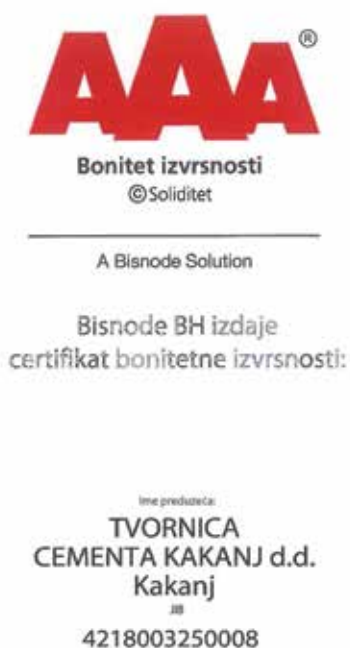 AAA®
Bonitet izvrsnosti
©Soliditet
A Bisnode Solution
Bisnode BH izdaje
certifikat bonitetne izvrsnosti:
Ime preduzeća:
TVORNICA
CEMENTA KAKANJ d.d.
Kakanj
JIB
4218003250008